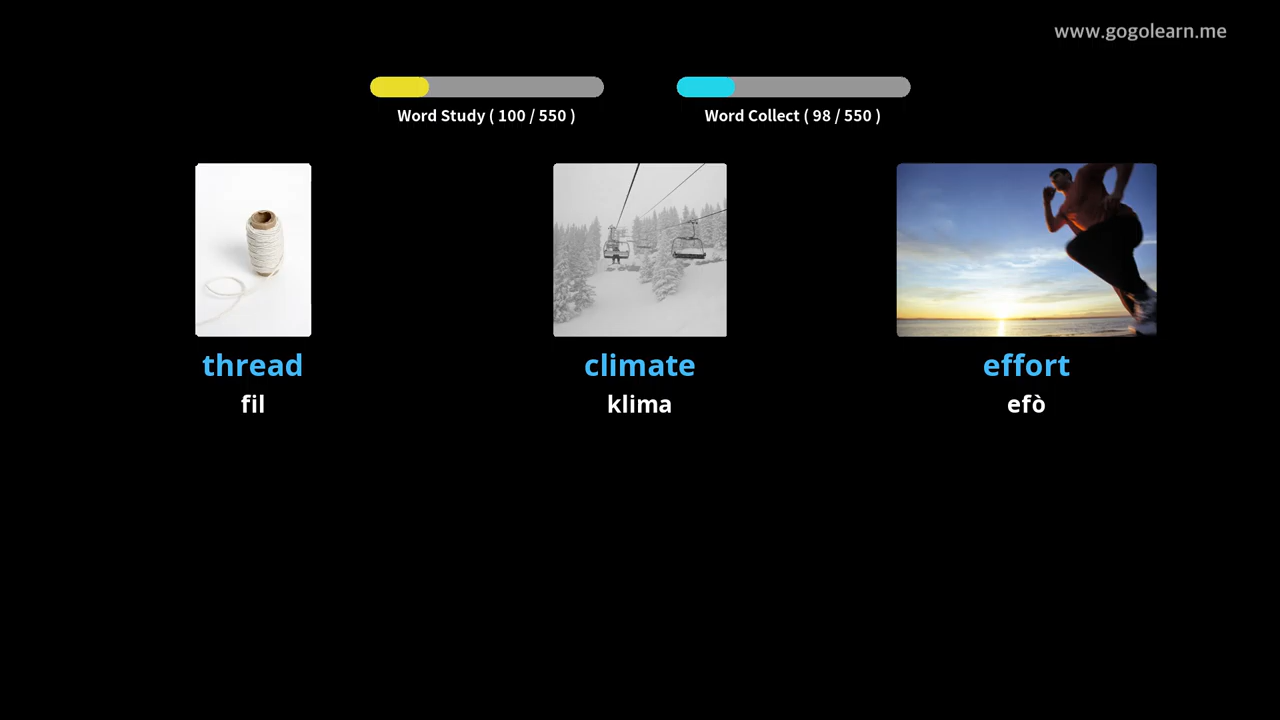 www.gogolearn.me
Word Study ( 100 / 550 )
Word Collect ( 98 / 550 )
thread
fil
climate
klima
effort
efò